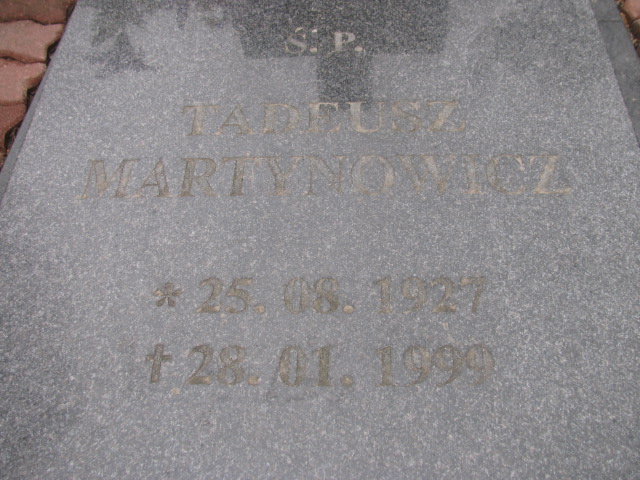 Ś. P.
TADEUSZ
MARTYNOWICZ
* 25. 08. 1927
† 28. 01. 1999